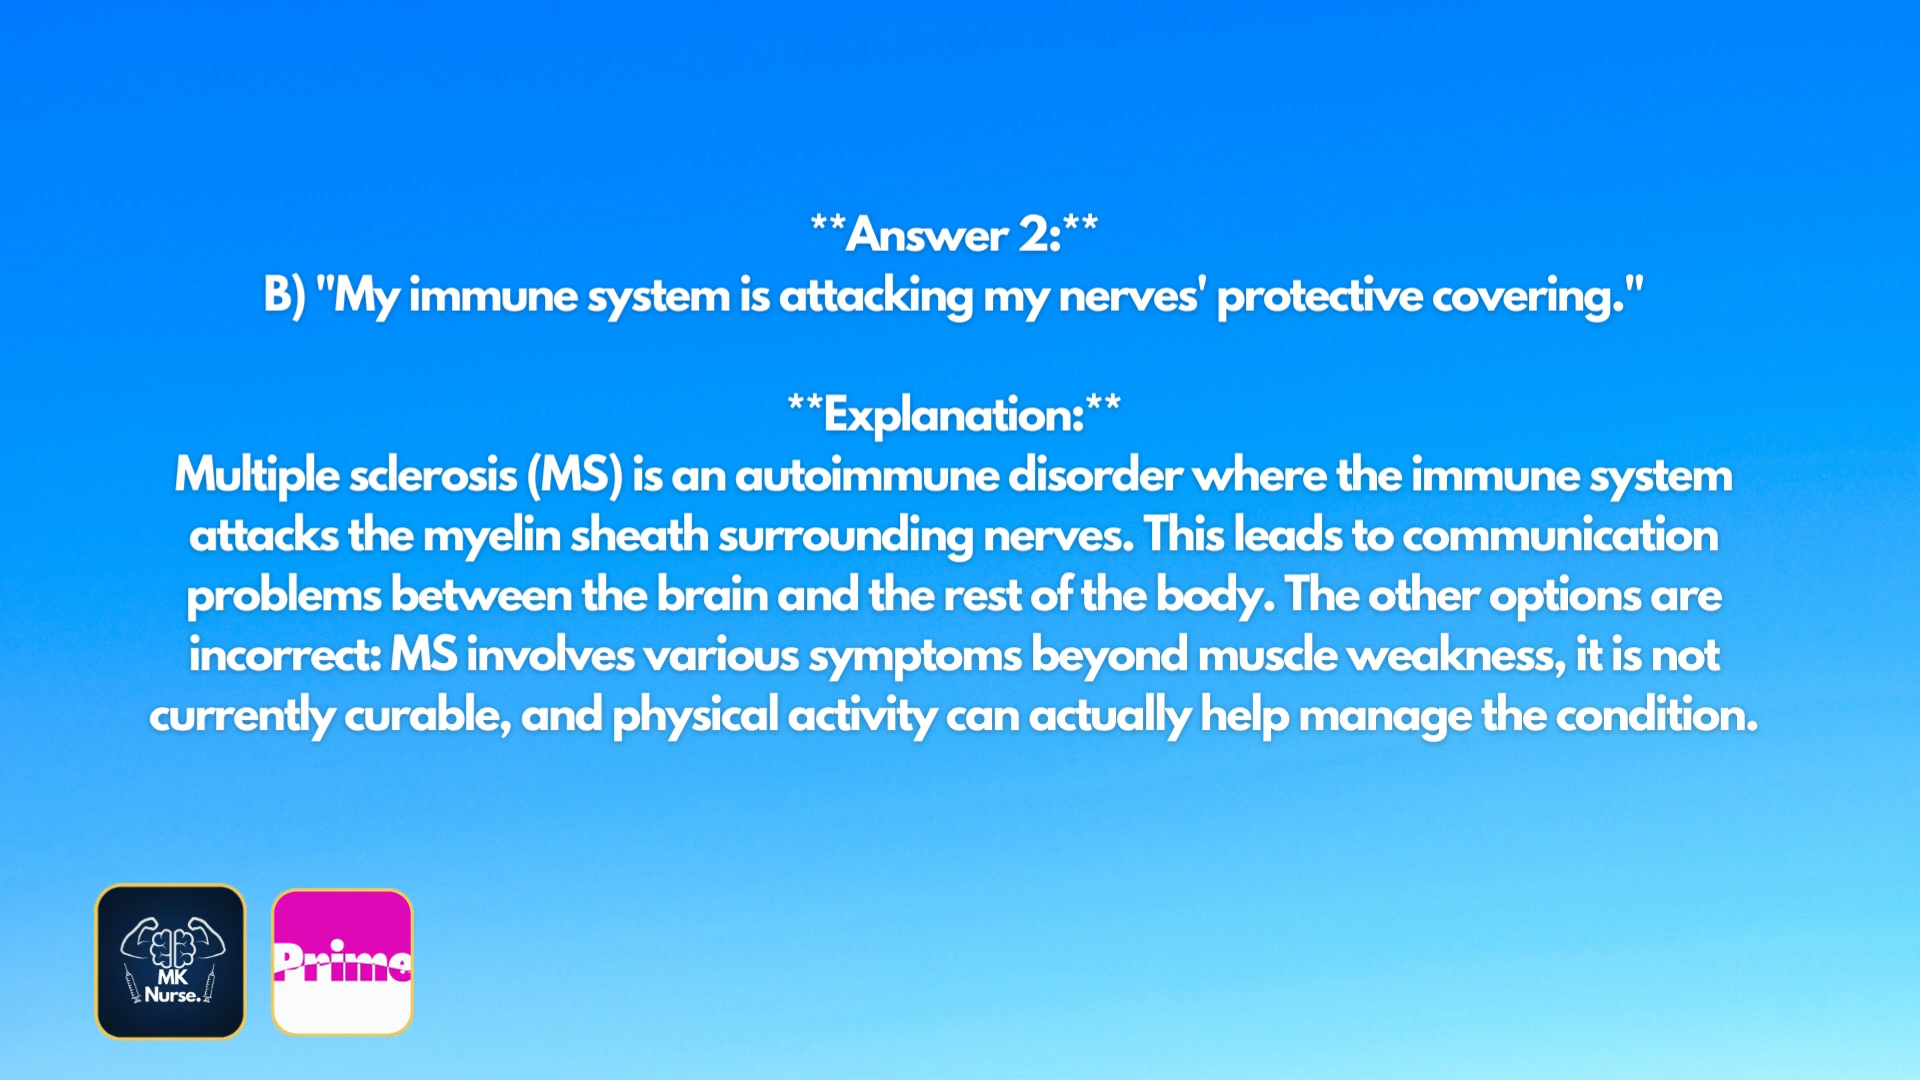 **Answer 2:**
B) "My immune system is attacking my nerves' protective covering."
**Explanation:**
Multiple sclerosis (MS) is an autoimmune disorder where the immune system
attacks the myelin sheath surrounding nerves. This leads to communication
problems between the brain and the rest of the body. The other options are
incorrect: MS involves various symptoms beyond muscle weakness, it is not
currently curable, and physical activity can actually help manage the condition.
MK
Nurse.
Prime